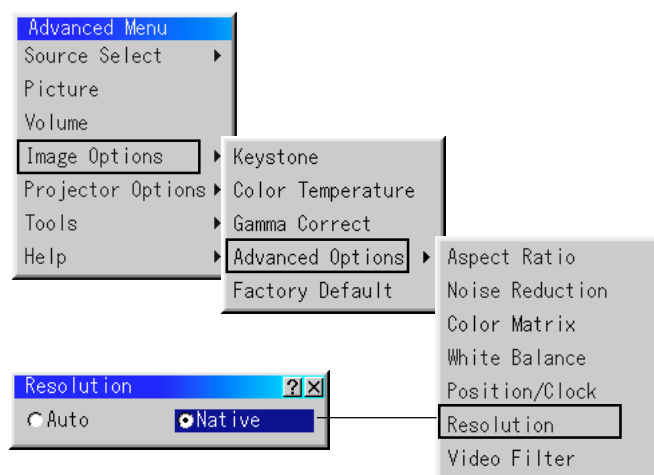 Advanced Menu
Source Select
Picture
Volume
Image Options
Projector Options
Tools
Help
Keystone
Color Temperature
Gamma Correct
Advanced Options
Factory Default
Aspect Ratio
Noise Reduction
Color Matrix
White Balance
Position/Clock
Resolution
Video Filter
Resolution ? X
Auto Native